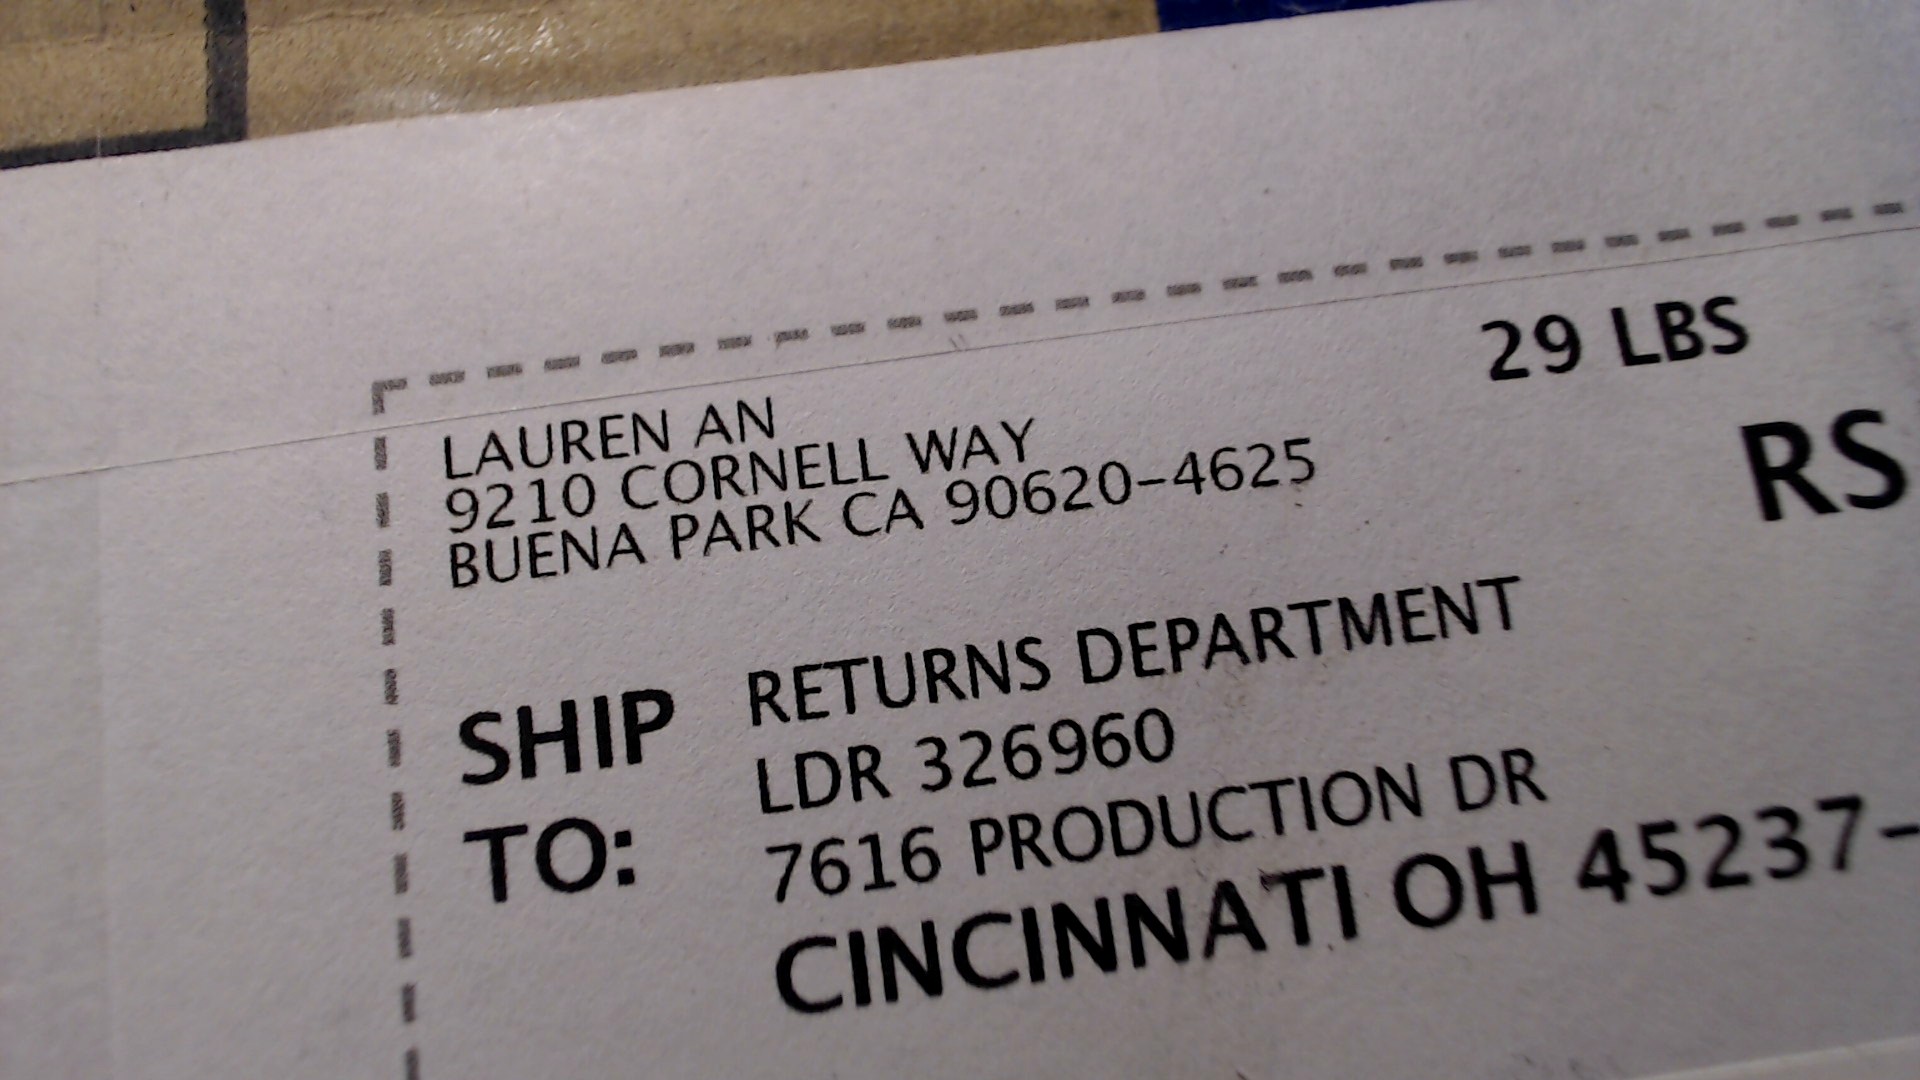 LAUREN AN
9210 CORNELL WAY
BUENA PARK CA 90620-4625
29 LBS
RS
SHIP TO:
RETURNS DEPARTMENT
LDR 326960
7616 PRODUCTION DR
CINCINNATI OH 45237-